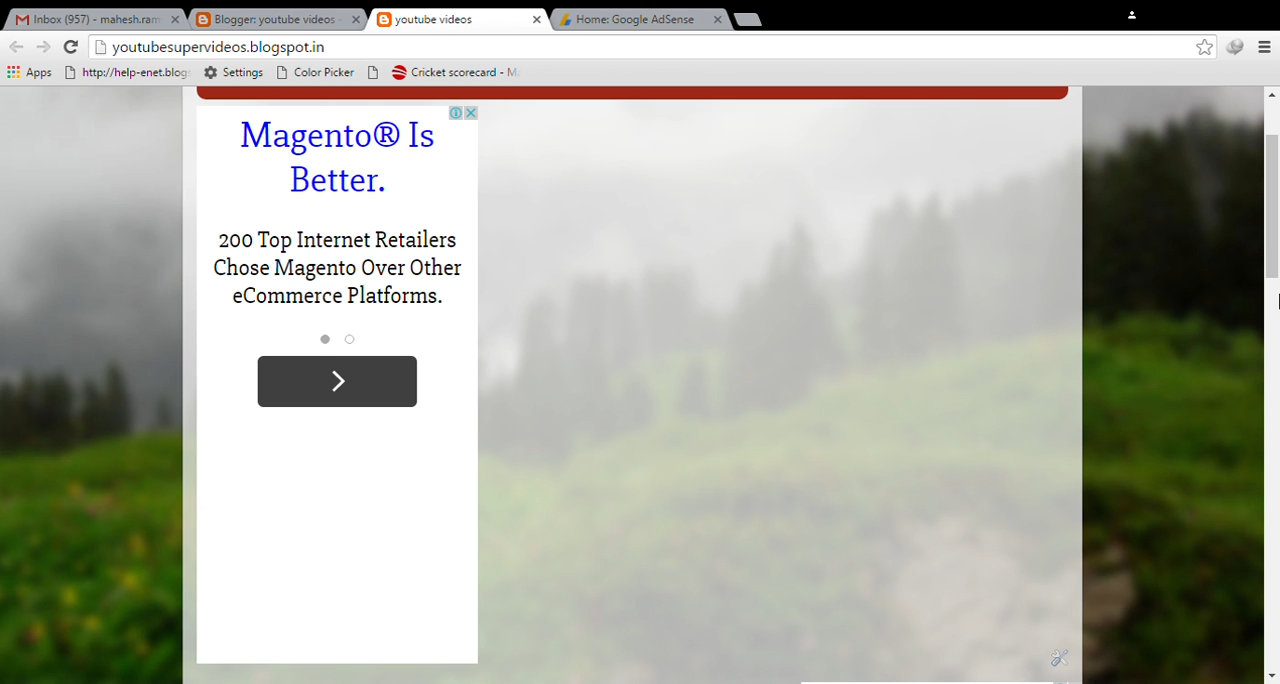 Inbox (957) - mahesh.ram
Blogger: youtube videos -
youtube videos
Home: Google AdSense
youtubesupervideos.blogspot.in
Apps
http://help-enet.blog
Settings
Color Picker
Cricket scorecard - M
Magento® Is
Better.
200 Top Internet Retailers
Chose Magento Over Other
eCommerce Platforms.